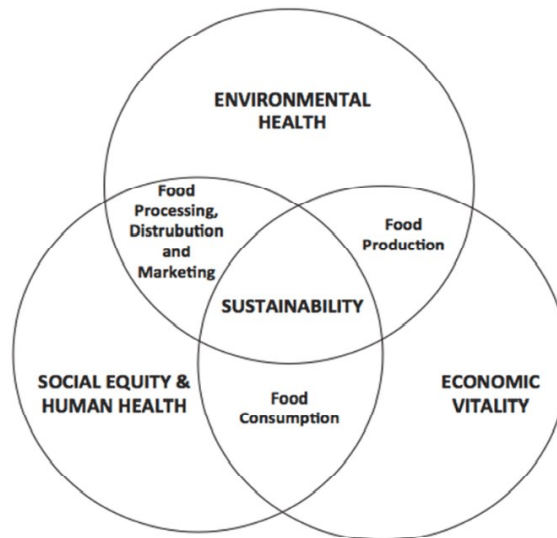 ENVIRONMENTAL
HEALTH
Food
Processing,
Distrubution
and
Marketing
Food
Production
SUSTAINABILITY
SOCIAL EQUITY &
HUMAN HEALTH
Food
Consumption
ECONOMIC
VITALITY